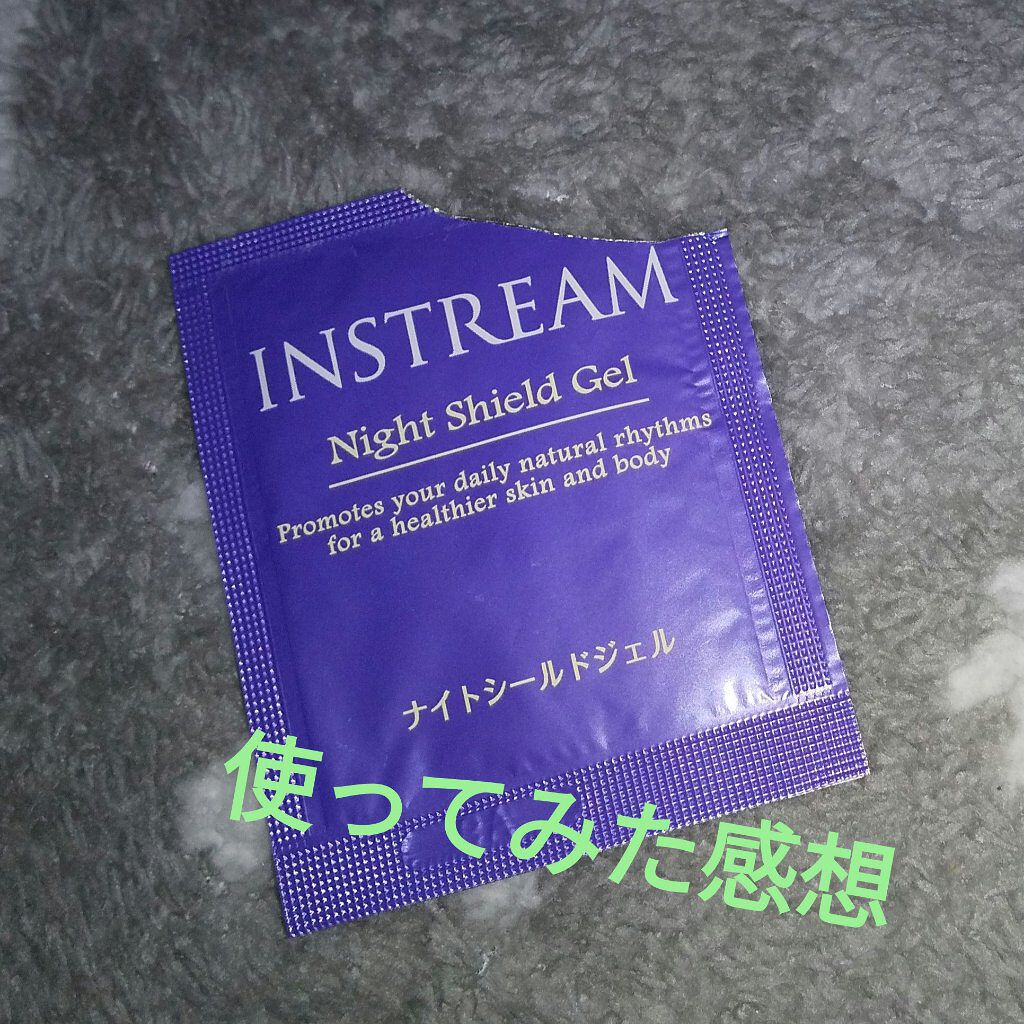 INSTREAM
Night Shield Gel
Promotes your daily natural rhythms
for a healthier skin and body
ナイトシールドジェル
使ってみた感想